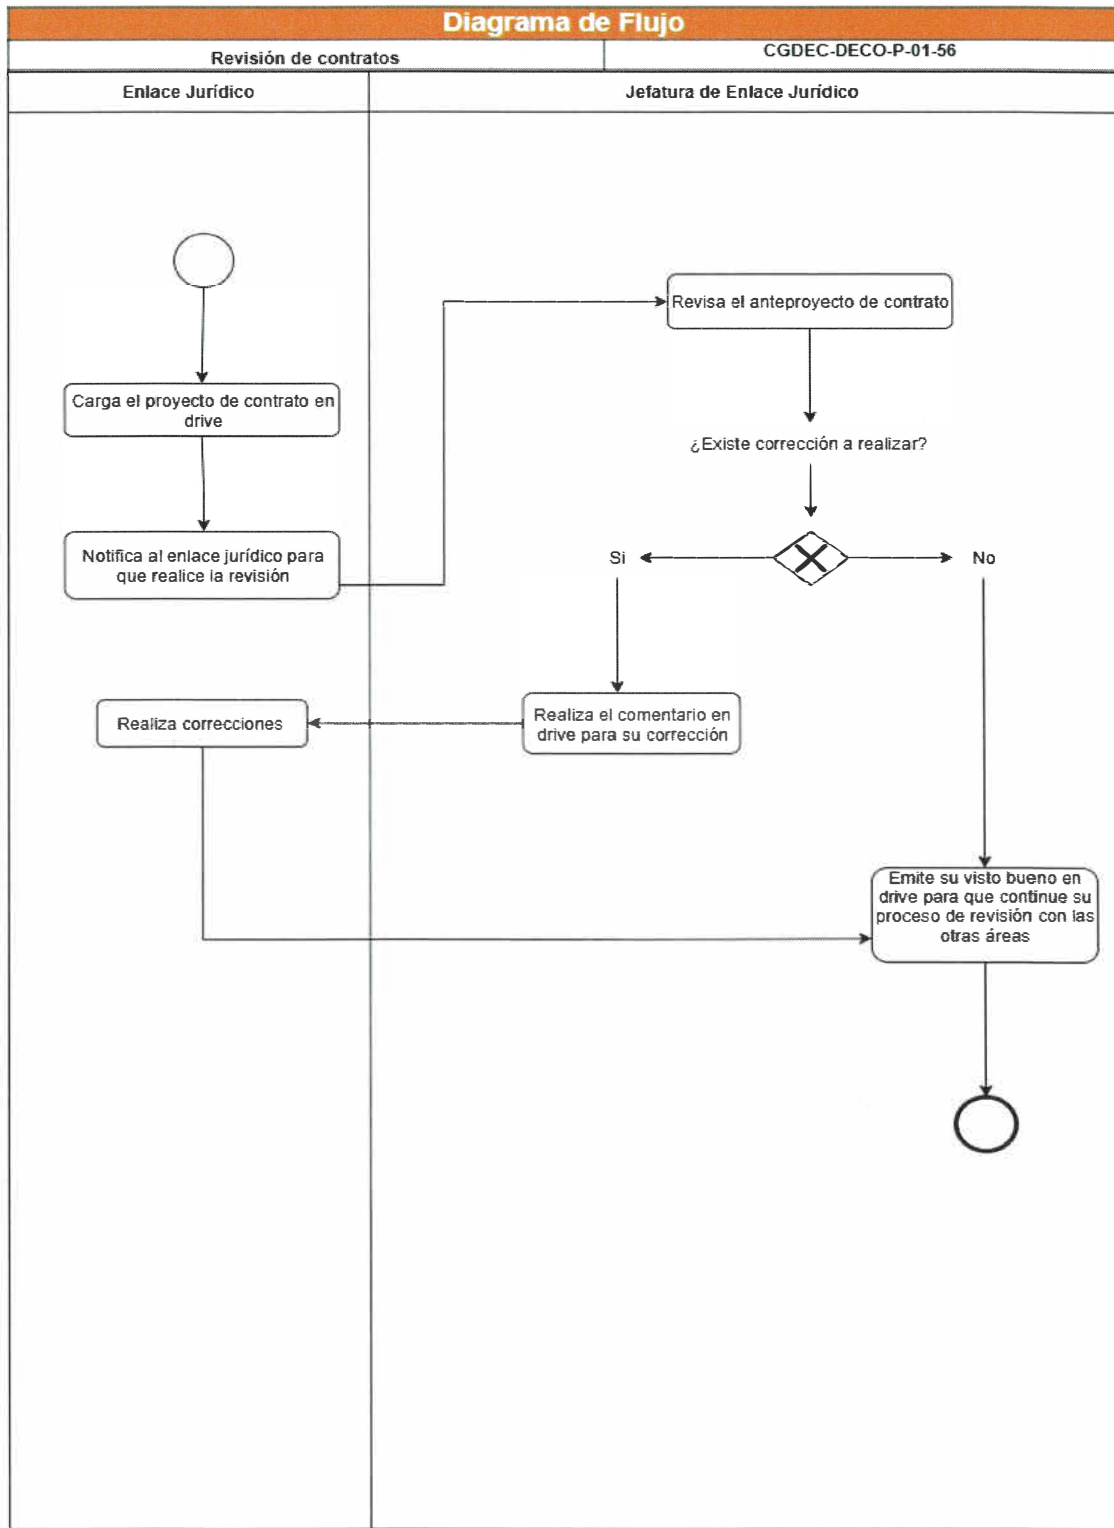 Diagrama de Flujo
Revisión de contratos
CGDEC-DECO-P-01-56
Enlace Jurídico
Jefatura de Enlace Jurídico
Revisa el anteproyecto de contrato
Carga el proyecto de contrato en
drive
¿Existe corrección a realizar?
Notifica al enlace jurídico para
que realice la revisión
Si
No
Realiza correcciones
Realiza el comentario en
drive para su corrección
Emite su visto bueno en
drive para que continue su
proceso de revisión con las
otras áreas